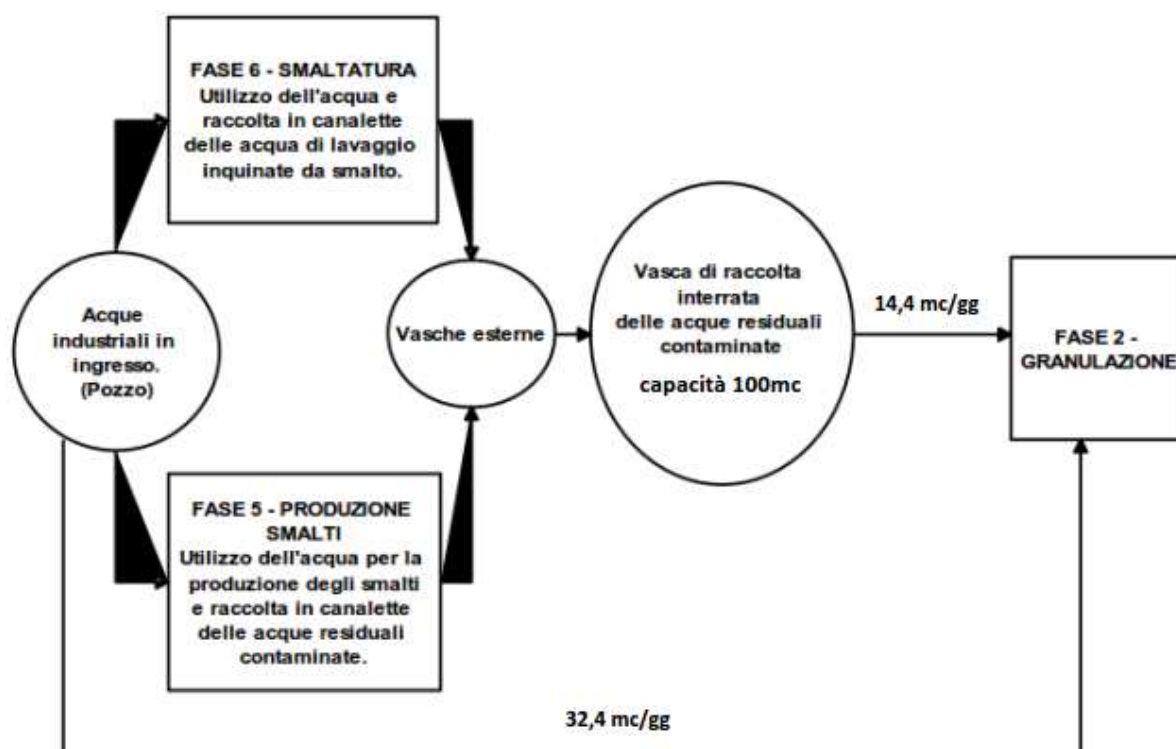 FASE 6 - SMALTATURA
Utilizzo dell'acqua e
raccolta in canalette
delle acqua di lavaggio
inquinate da smalto.
Acque
industriali in
ingresso.
(Pozzo)
Vasche esterne
Vasca di raccolta
interrata
delle acque residuali
contaminate
capacità 100mc
14,4 mc/gg
FASE 2 -
GRANULAZIONE
FASE 5 - PRODUZIONE
SMALTI
Utilizzo dell'acqua per la
produzione degli smalti
e raccolta in canalette
delle acque residuali
contaminate.
32,4 mc/gg